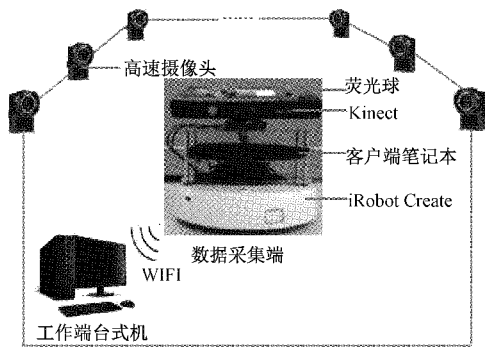 高速摄像头
荧光球
Kinect
客户端笔记本
iRobot Create
数据采集端
WIFI
工作端台式机